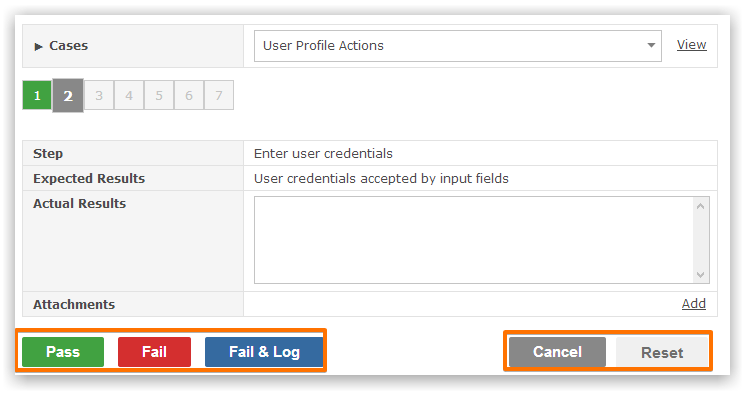 ▶ Cases User Profile Actions View
1 2 3 4 5 6 7
Step Enter user credentials
Expected Results User credentials accepted by input fields
Actual Results
Attachments Add
Pass Fail Fail & Log Cancel Reset